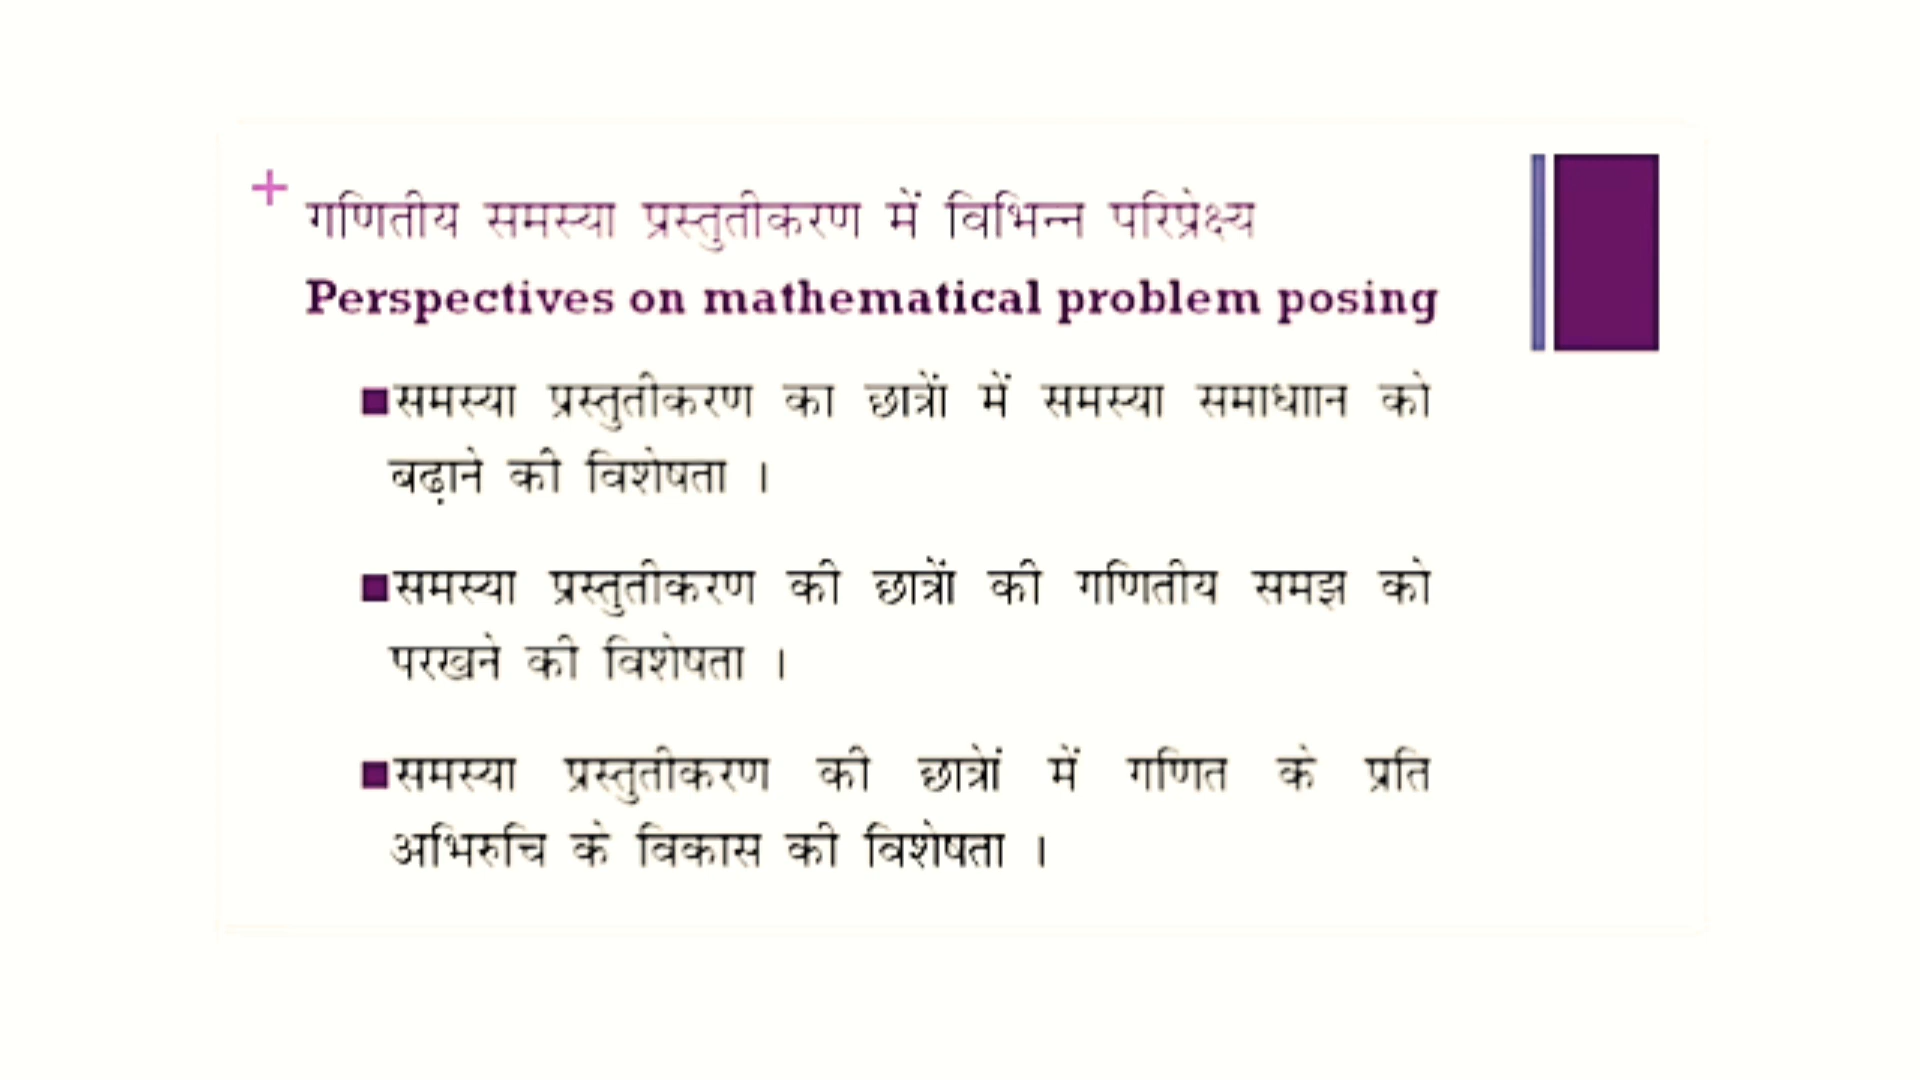 गणितीय समस्या प्रस्तुतीकरण में विभिन्न परिप्रेक्ष्य
Perspectives on mathematical problem posing
समस्या प्रस्तुतीकरण का छात्रों में समस्या समाधाान को
बढ़ाने की विशेषता ।
समस्या प्रस्तुतीकरण की छात्रों की गणितीय समझ को
परखने की विशेषता ।
समस्या प्रस्तुतीकरण की छात्रों में गणित के प्रति
अभिरुचि के विकास की विशेषता ।